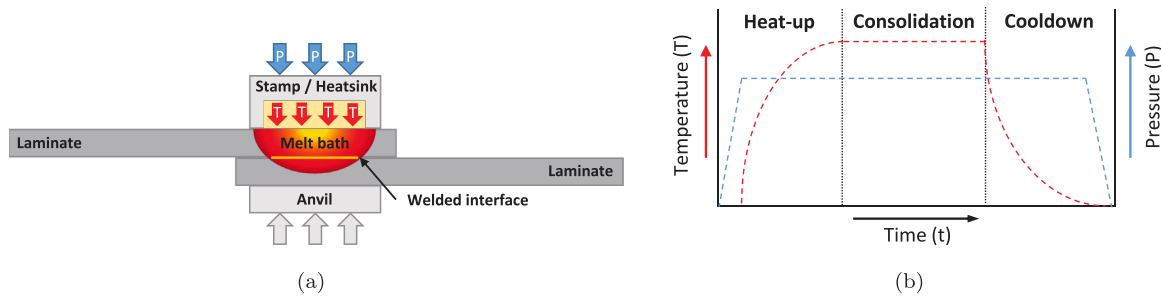 P P P
Stamp / Heatsink
T T T T
Laminate
Melt bath
Laminate
Anvil
Welded interface
(a)
Heat-up Consolidation Cooldown
Temperature (T)
Pressure (P)
Time (t)
(b)